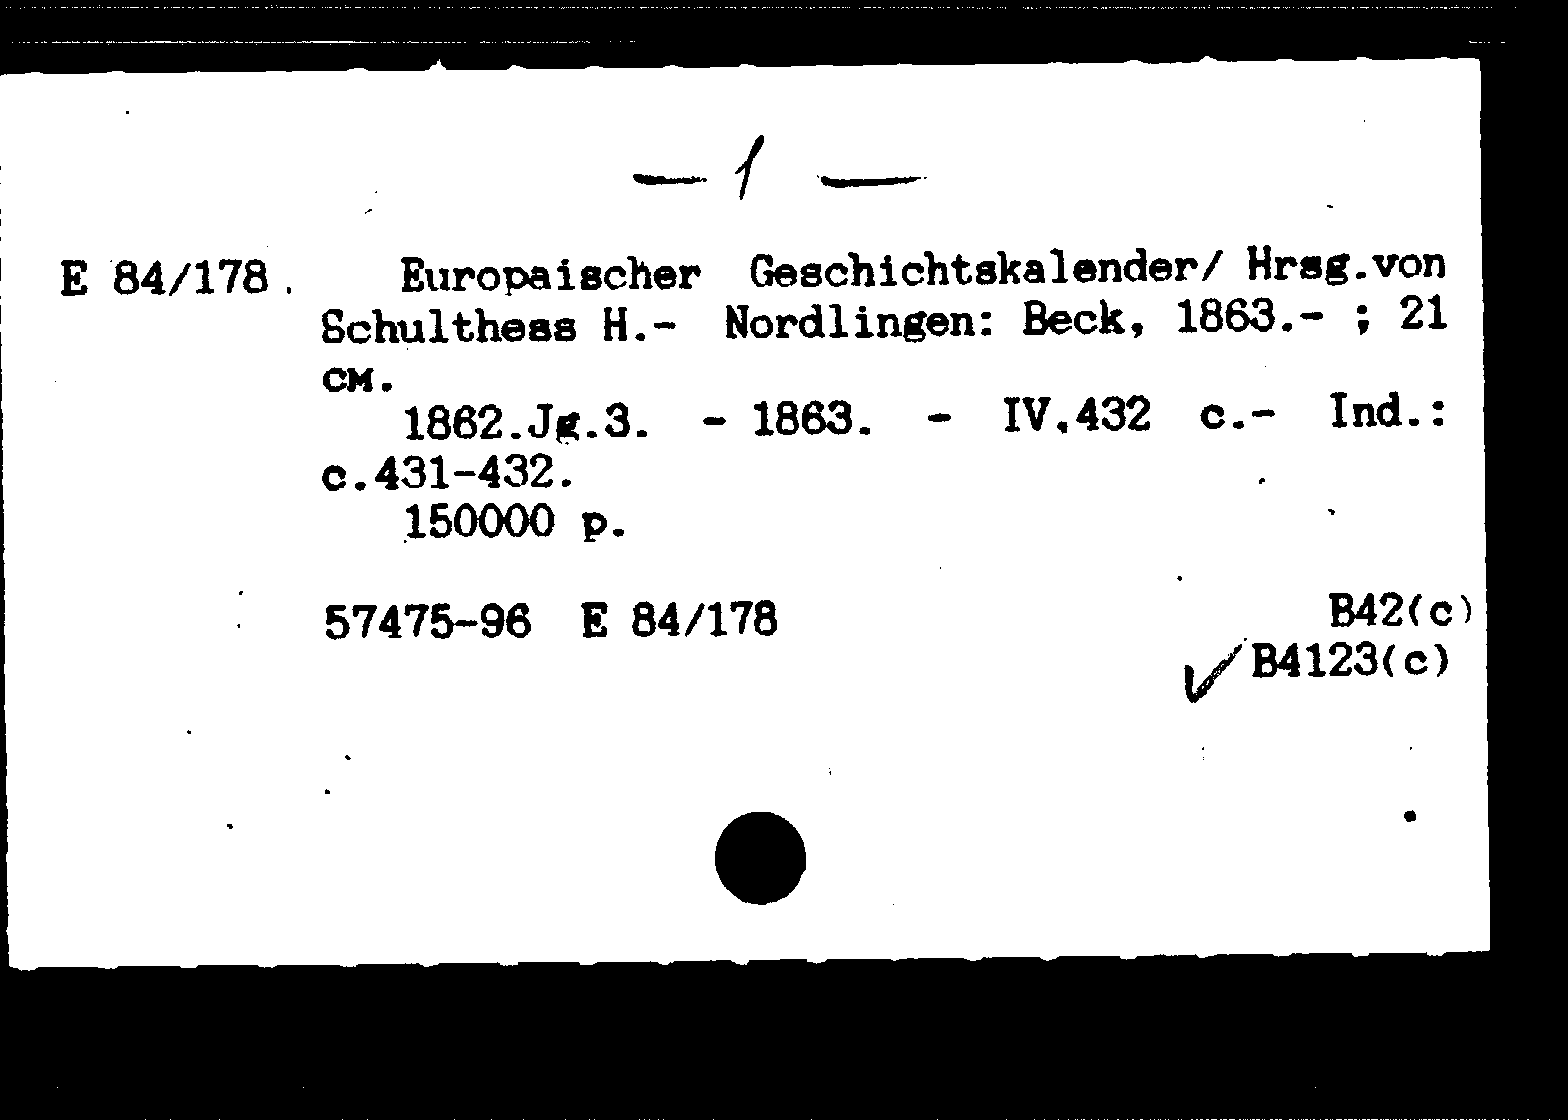 — 1 —
E 84/178. Europaischer Geschichtskalender/ Hrsg.von
Schulthess H.- Nordlingen: Beck, 1863.- ; 21
см.
1862.Jg.3. - 1863. - IV,432 с.- Ind.:
с.431-432.
150000 р.
57475-96 E 84/178 B42(c)
✓B4123(c)